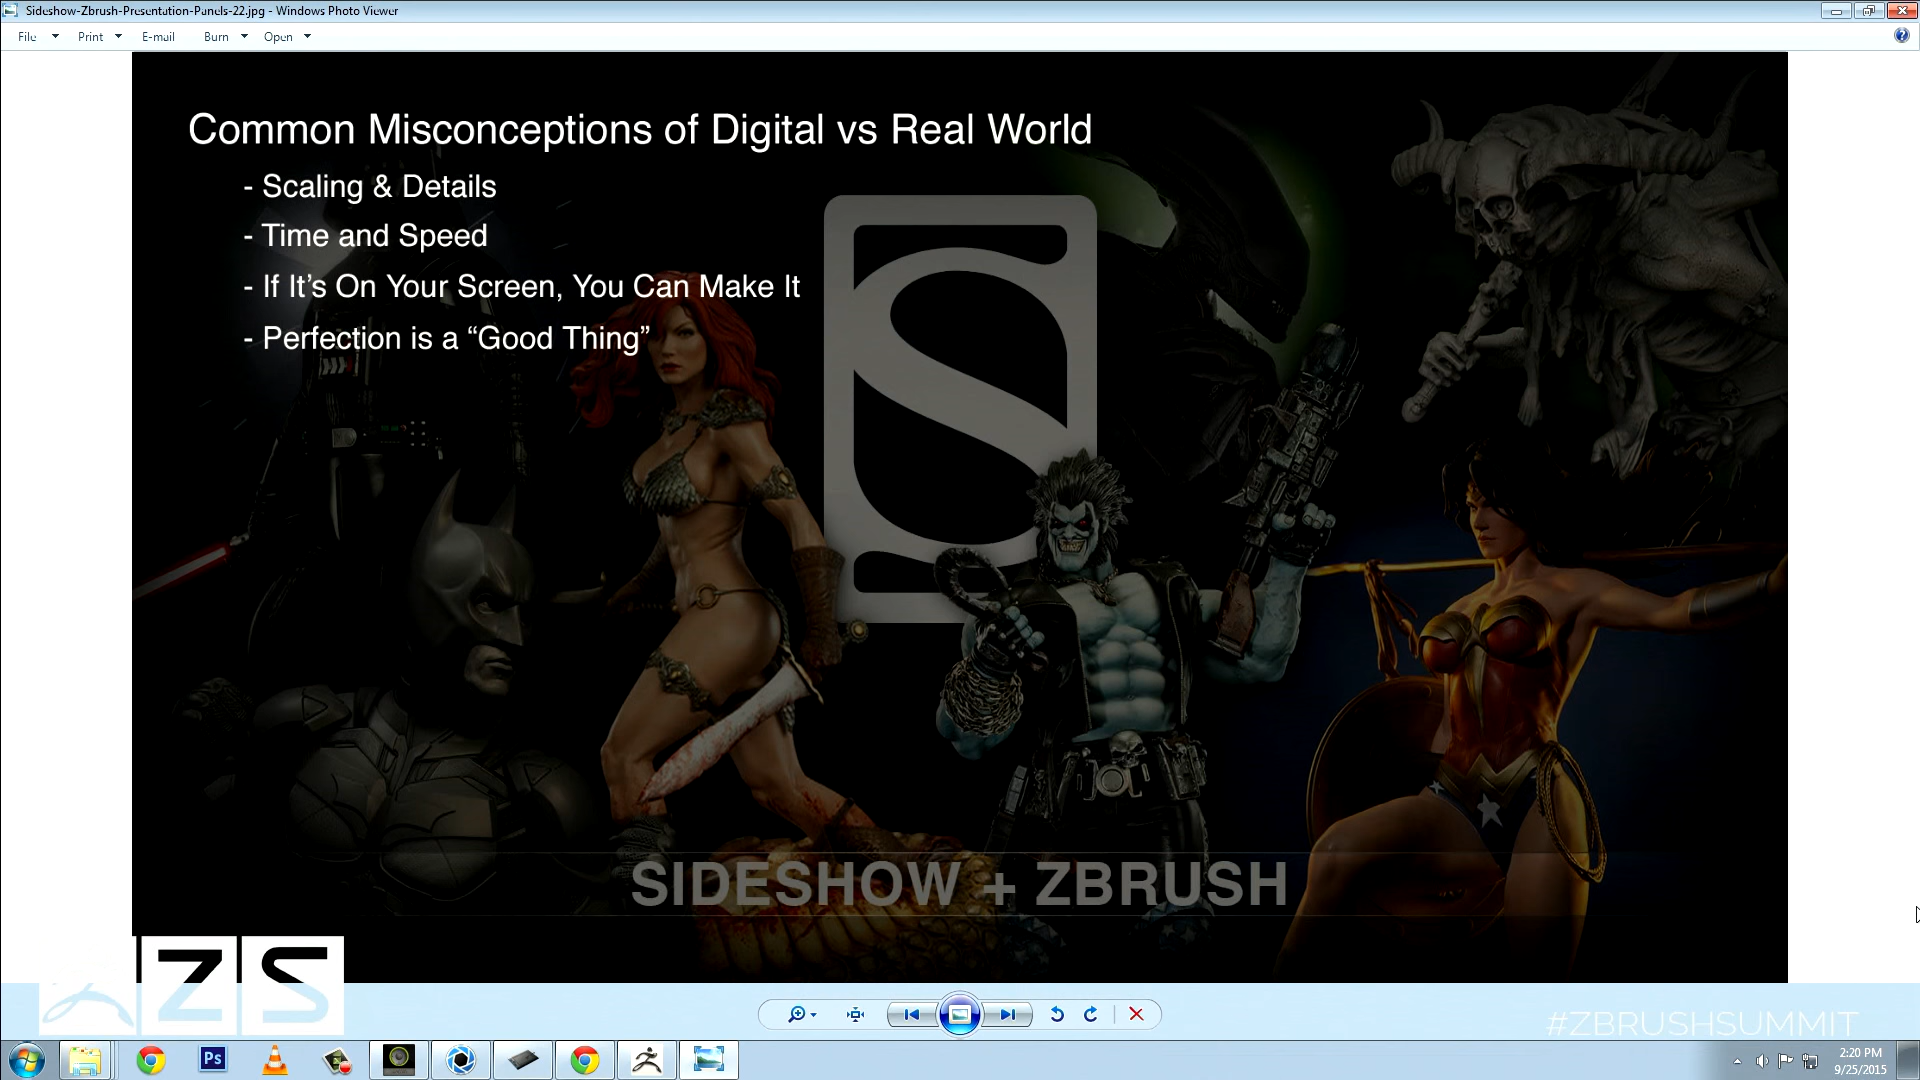 Sideshow-Zbrush-Presentation-Panels-22.jpg - Windows Photo Viewer
File Print E-mail Burn Open
Common Misconceptions of Digital vs Real World
- Scaling & Details
- Time and Speed
- If It’s On Your Screen, You Can Make It
- Perfection is a “Good Thing”
SIDESHOW + ZBRUSH
ZS
#ZBRUSHSUMMIT
Ps
2:20 PM
9/25/2015